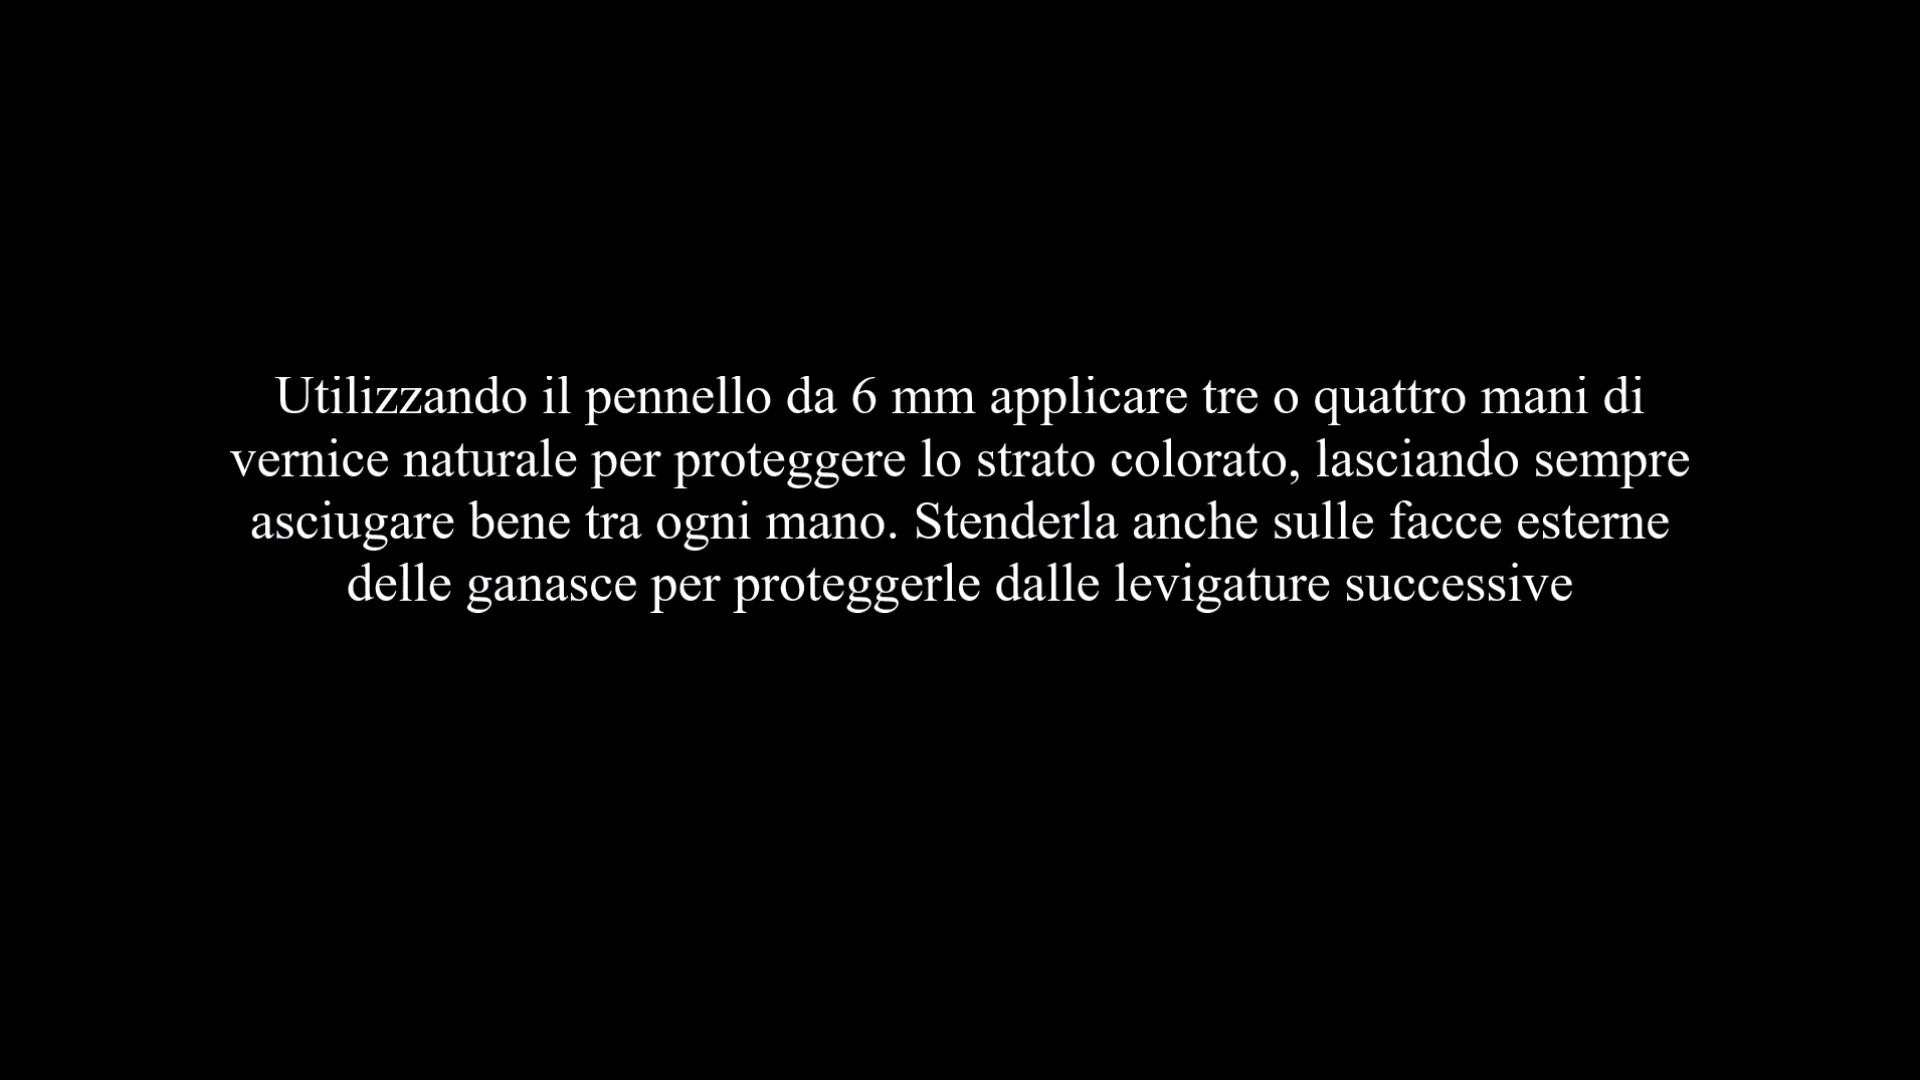 Utilizzando il pennello da 6 mm applicare tre o quattro mani di
vernice naturale per proteggere lo strato colorato, lasciando sempre
asciugare bene tra ogni mano. Stenderla anche sulle facce esterne
delle ganasce per proteggerle dalle levigature successive